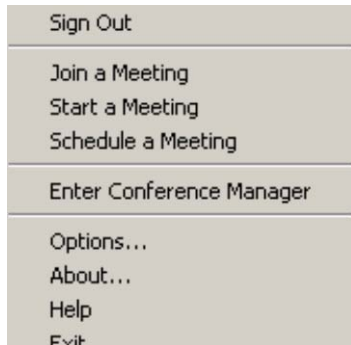 Sign Out
Join a Meeting
Start a Meeting
Schedule a Meeting
Enter Conference Manager
Options...
About...
Help
Exit